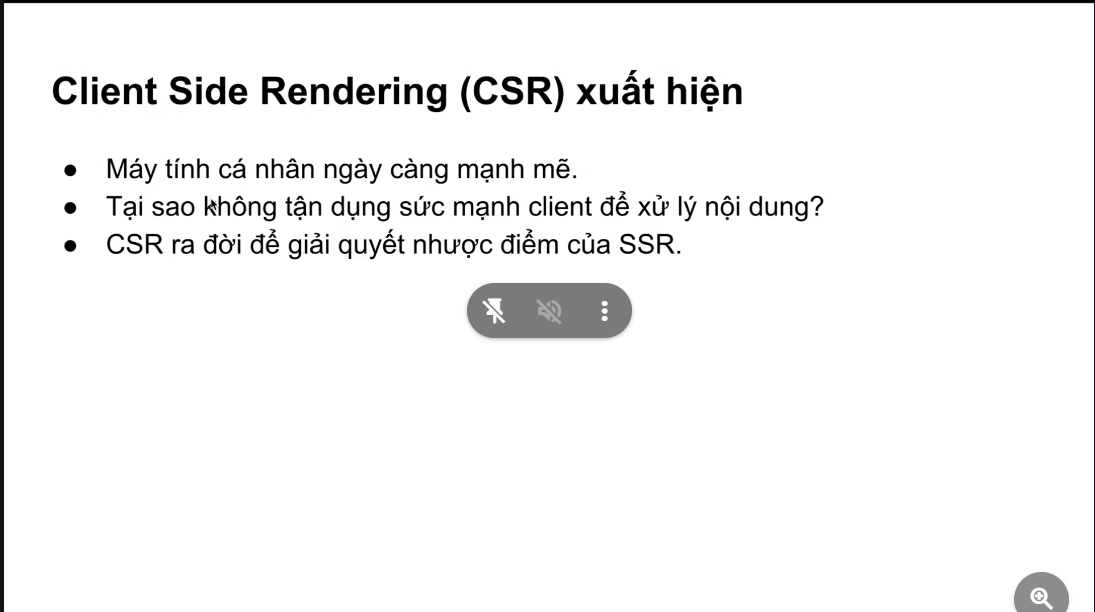 Client Side Rendering (CSR) xuất hiện
Máy tính cá nhân ngày càng mạnh mẽ.
Tại sao không tận dụng sức mạnh client để xử lý nội dung?
CSR ra đời để giải quyết nhược điểm của SSR.